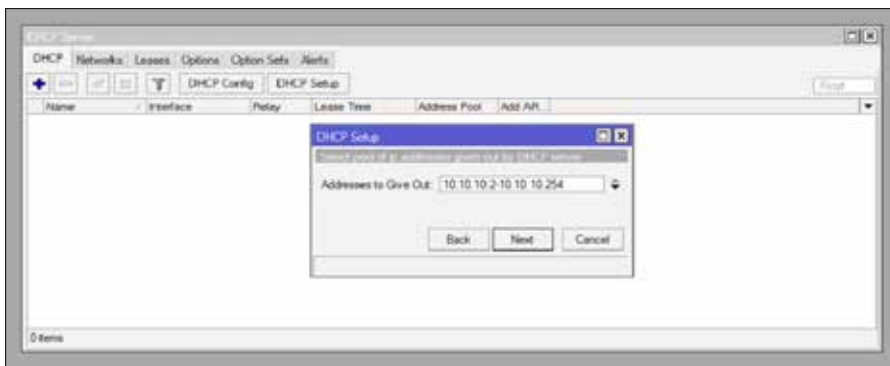 DHCP Server
DHCP Networks Leases Options Option Sets Alerts
DHCP Config DHCP Setup Find
Name Interface Relay Lease Time Address Pool Add AR...
DHCP Setup
Select pool of ip addresses given out by DHCP server
Addresses to Give Out: 10.10.10.2-10.10.10.254
Back Next Cancel
0 items